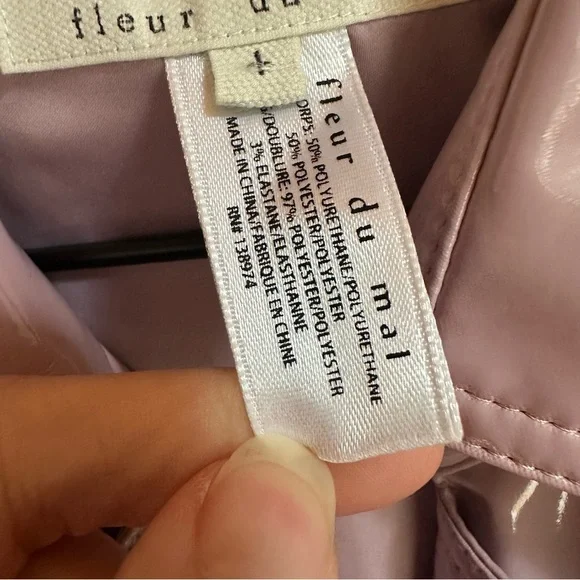 fleur du
4
fleur du mal
ORPS: 50% POLYURETHANE/POLYURETHANE
50% POLYESTER/POLYESTER
/DOUBLURE: 97% POLYESTER/POLYESTER
3% ELASTANE/ELASTHANNE
MADE IN CHINA/FABRIQUE EN CHINE
RN# 138974